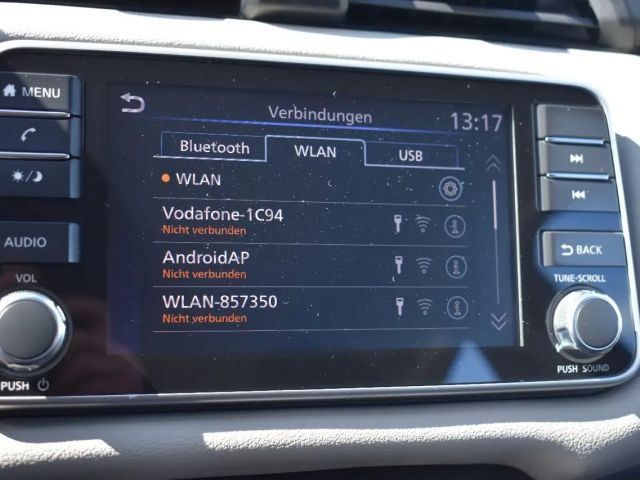 MENU
AUDIO
VOL
PUSH
Verbindungen
13:17
Bluetooth
WLAN
USB
WLAN
Vodafone-1C94
Nicht verbunden
AndroidAP
Nicht verbunden
WLAN-857350
Nicht verbunden
BACK
TUNE·SCROLL
PUSH SOUND